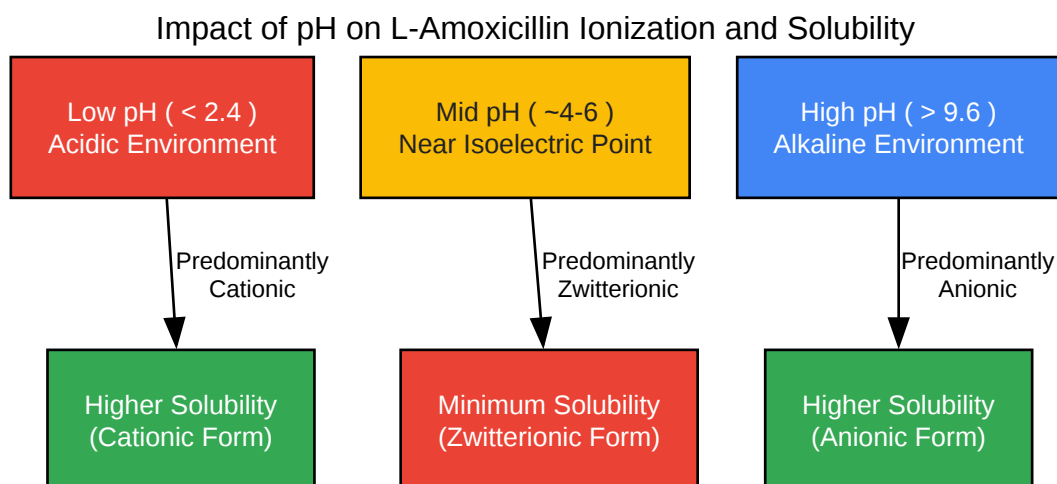 Impact of pH on L-Amoxicillin Ionization and Solubility
Low pH ( < 2.4 )
Acidic Environment
Mid pH ( ~4-6 )
Near Isoelectric Point
High pH ( > 9.6 )
Alkaline Environment
Predominantly
Cationic
Predominantly
Zwitterionic
Predominantly
Anionic
Higher Solubility
(Cationic Form)
Minimum Solubility
(Zwitterionic Form)
Higher Solubility
(Anionic Form)